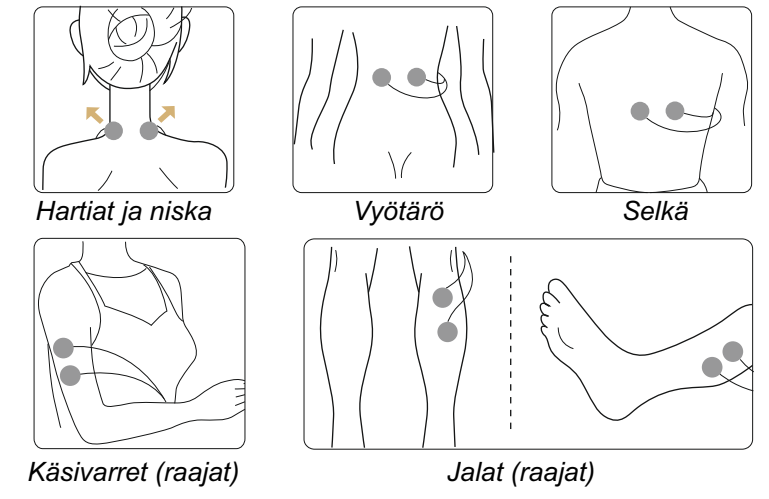 Hartiat ja niska
Vyötärö
Selkä
Käsivarret (raajat)
Jalat (raajat)